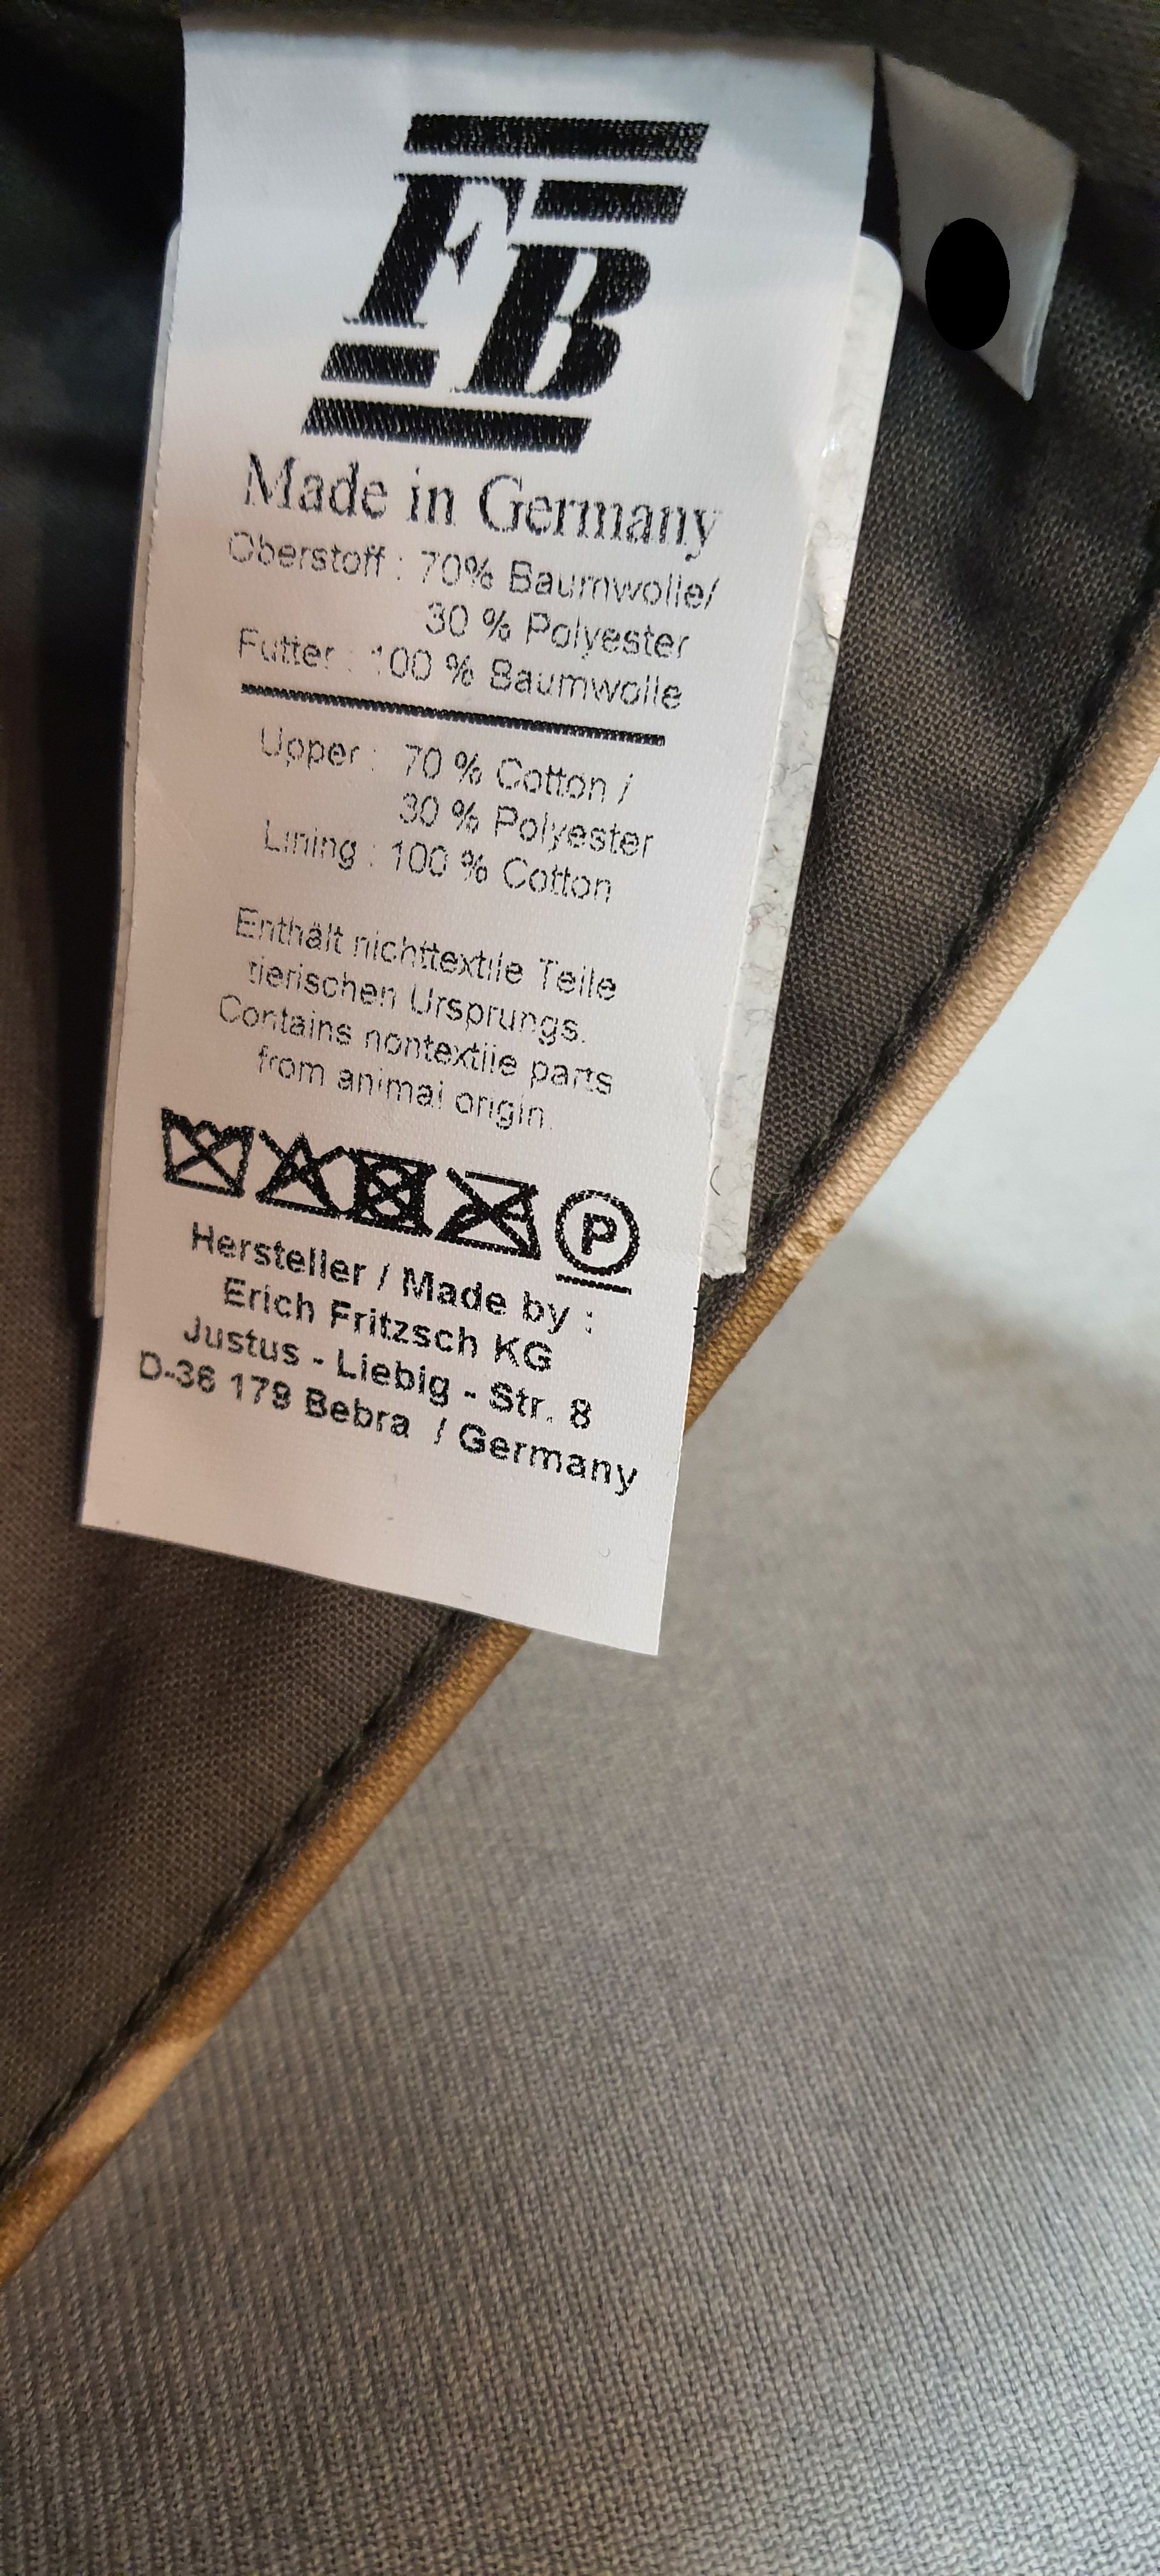 FB
Made in Germany
Oberstoff : 70% Baumwolle/
30 % Polyester
Futter : 100 % Baumwolle
Upper : 70 % Cotton /
30 % Polyester
Lining : 100 % Cotton
Enthält nichttextile Teile
tierischen Ursprungs.
Contains nontextile parts
from animal origin.
P
Hersteller / Made by :
Erich Fritzsch KG
Justus - Liebig - Str. 8
D-36 179 Bebra / Germany